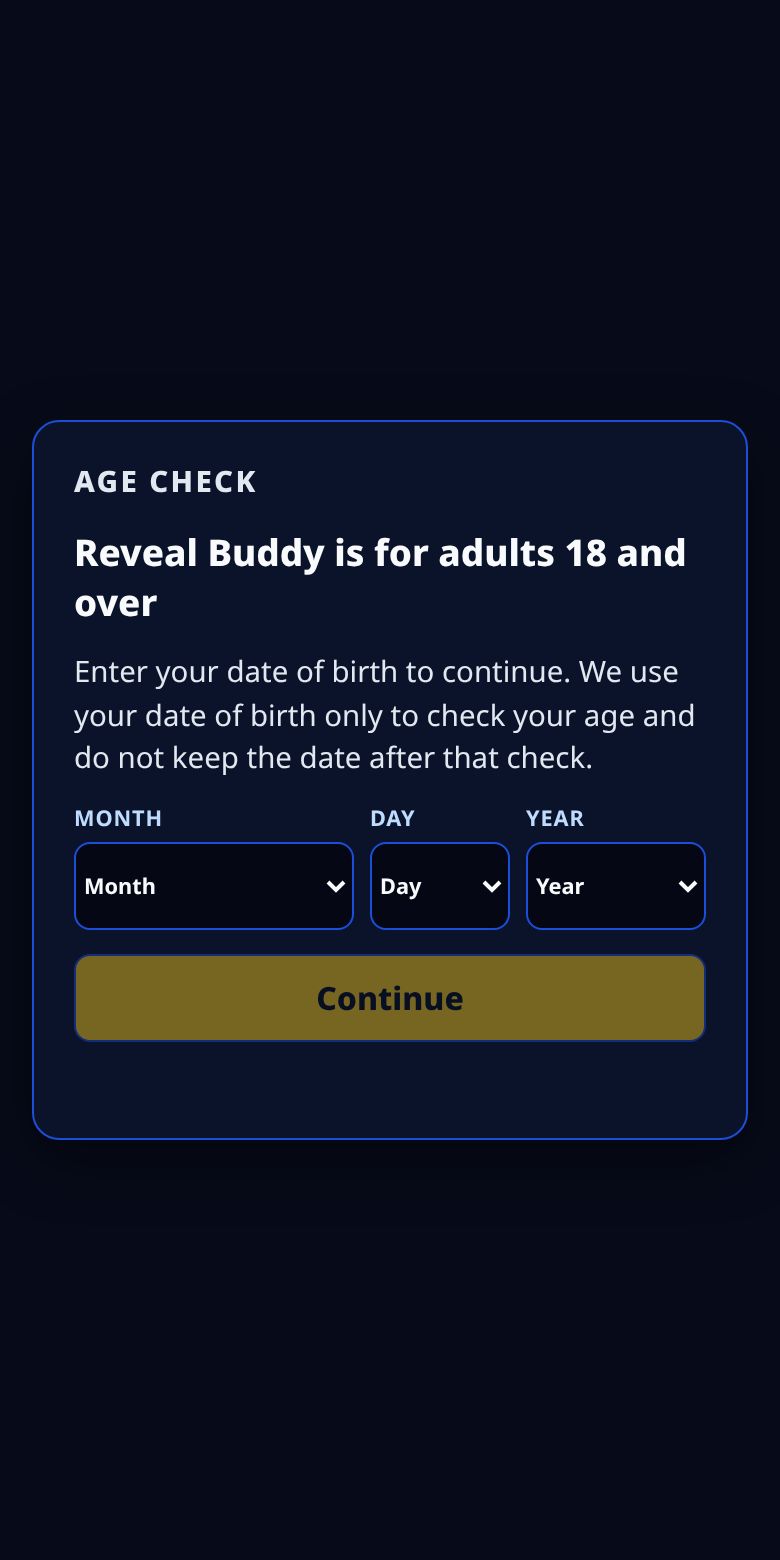 AGE CHECK
Reveal Buddy is for adults 18 and
over
Enter your date of birth to continue. We use
your date of birth only to check your age and
do not keep the date after that check.
MONTH DAY YEAR
Month Day Year
Continue